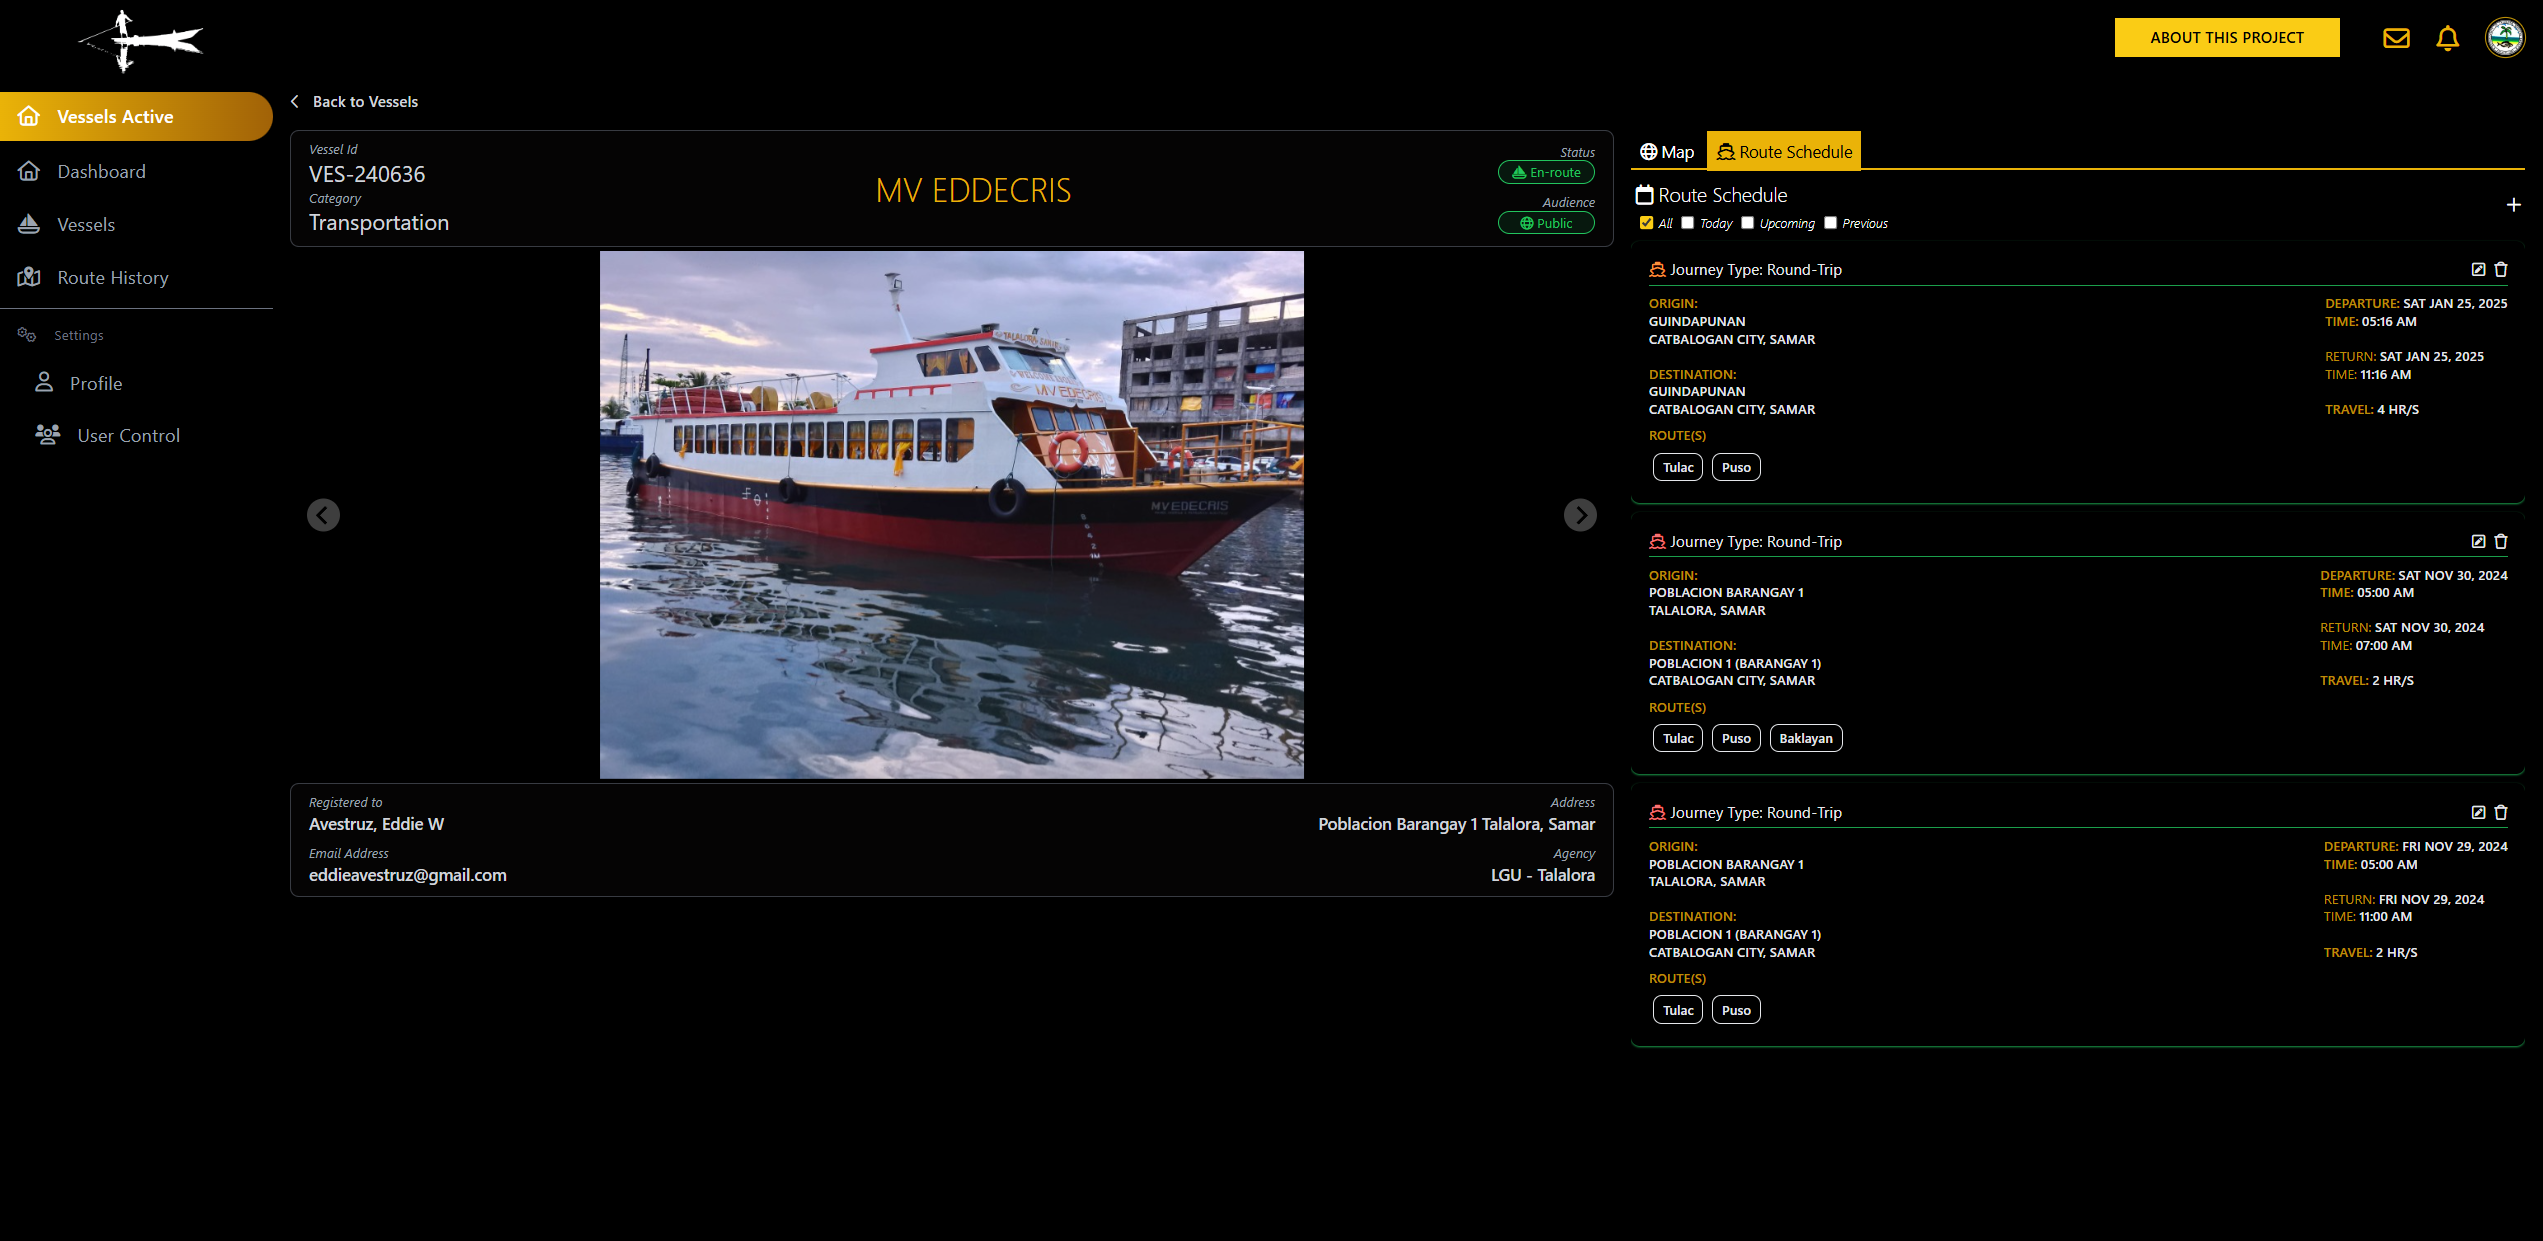 ABOUT THIS PROJECT
Vessels Active
Dashboard
Vessels
Route History
Settings
Profile
User Control
Back to Vessels
Vessel Id
VES-240636
Category
Transportation
MV EDDECRIS
Status
En-route
Audience
Public
TALALORA, SAMAR
MV EDECRIS
MV EDECRIS
Registered to
Avestruz, Eddie W
Email Address
eddieavestruz@gmail.com
Address
Poblacion Barangay 1 Talalora, Samar
Agency
LGU - Talalora
Map
Route Schedule
Route Schedule
All Today Upcoming Previous
Journey Type: Round-Trip
ORIGIN:
GUINDAPUNAN
CATBALOGAN CITY, SAMAR
DESTINATION:
GUINDAPUNAN
CATBALOGAN CITY, SAMAR
ROUTE(S)
Tulac Puso
DEPARTURE: SAT JAN 25, 2025
TIME: 05:16 AM
RETURN: SAT JAN 25, 2025
TIME: 11:16 AM
TRAVEL: 4 HR/S
Journey Type: Round-Trip
ORIGIN:
POBLACION BARANGAY 1
TALALORA, SAMAR
DESTINATION:
POBLACION 1 (BARANGAY 1)
CATBALOGAN CITY, SAMAR
ROUTE(S)
Tulac Puso Baklayan
DEPARTURE: SAT NOV 30, 2024
TIME: 05:00 AM
RETURN: SAT NOV 30, 2024
TIME: 07:00 AM
TRAVEL: 2 HR/S
Journey Type: Round-Trip
ORIGIN:
POBLACION BARANGAY 1
TALALORA, SAMAR
DESTINATION:
POBLACION 1 (BARANGAY 1)
CATBALOGAN CITY, SAMAR
ROUTE(S)
Tulac Puso
DEPARTURE: FRI NOV 29, 2024
TIME: 05:00 AM
RETURN: FRI NOV 29, 2024
TIME: 11:00 AM
TRAVEL: 2 HR/S